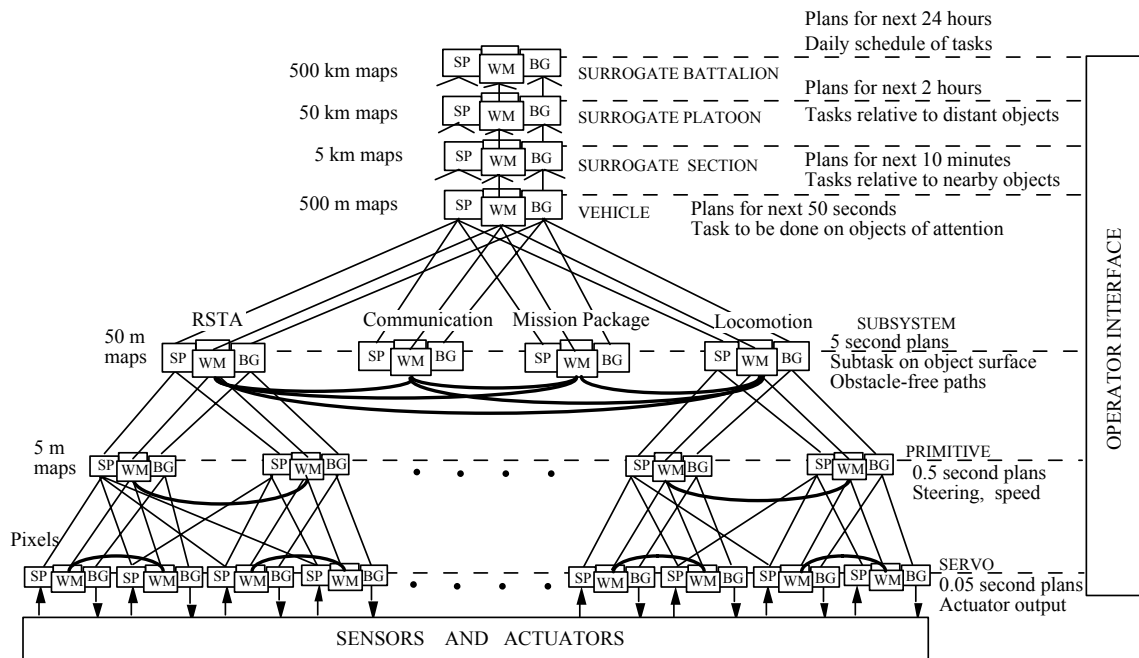 Plans for next 24 hours
Daily schedule of tasks
500 km maps SP WM BG SURROGATE BATTALION
Plans for next 2 hours
50 km maps SP WM BG SURROGATE PLATOON Tasks relative to distant objects
5 km maps SP WM BG SURROGATE SECTION Plans for next 10 minutes
Tasks relative to nearby objects
500 m maps SP WM BG VEHICLE Plans for next 50 seconds
Task to be done on objects of attention
RSTA Communication Mission Package Locomotion SUBSYSTEM
50 m maps SP WM BG SP WM BG SP WM BG SP WM BG 5 second plans
Subtask on object surface
Obstacle-free paths
5 m maps SP WM BG SP WM BG . . . . SP WM BG SP WM BG PRIMITIVE
0.5 second plans
Steering, speed
Pixels
SP WM BG SP WM BG SP WM BG SP WM BG . . . . SP WM BG SP WM BG SP WM BG SP WM BG SERVO
0.05 second plans
Actuator output
SENSORS AND ACTUATORS
OPERATOR INTERFACE